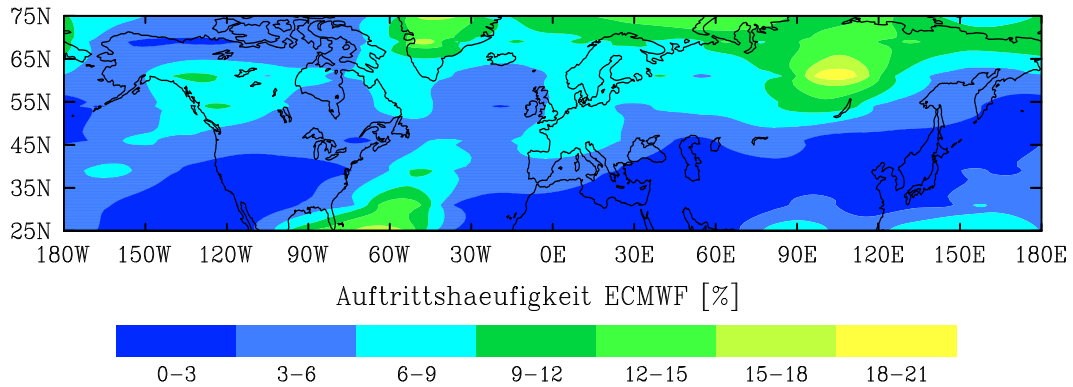 75N
65N
55N
45N
35N
25N
180W 150W 120W 90W 60W 30W 0E 30E 60E 90E 120E 150E 180E
Auftrittshaeufigkeit ECMWF [%]
0-3 3-6 6-9 9-12 12-15 15-18 18-21